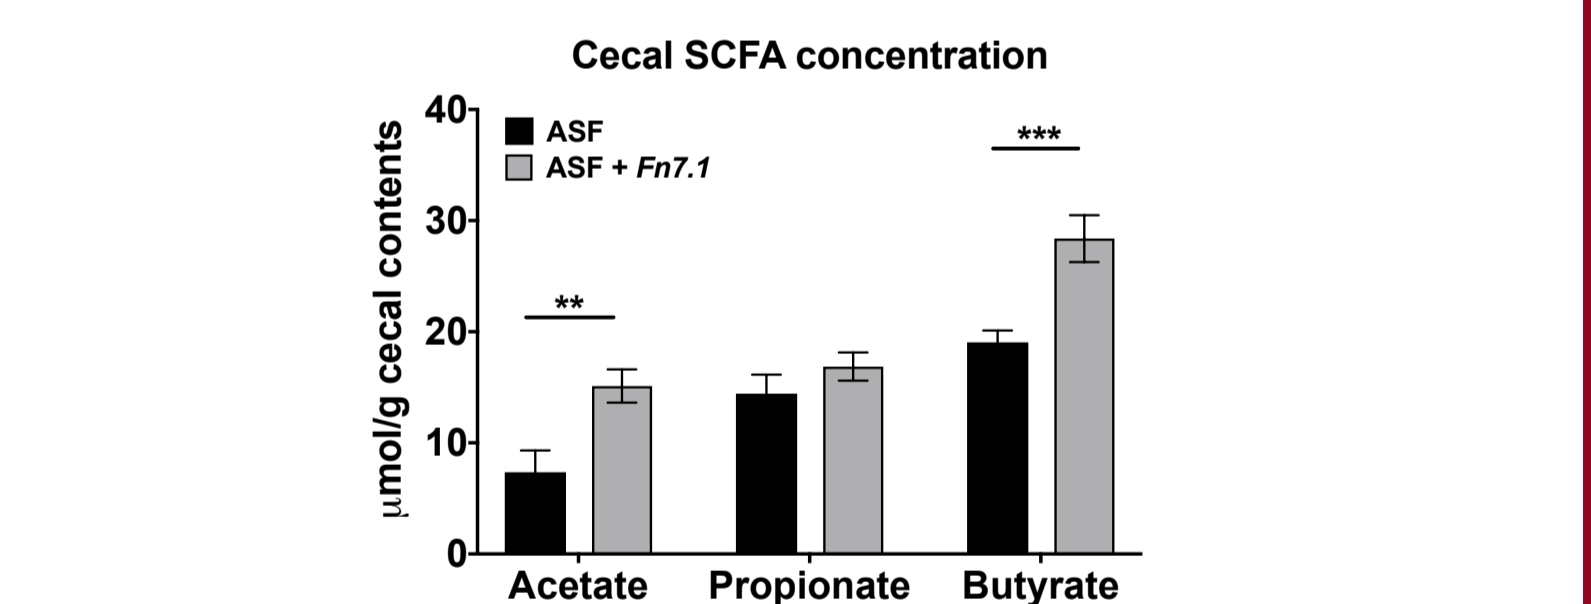 Cecal SCFA concentration
μmol/g cecal contents
40
30
20
10
0
ASF
ASF + Fn7.1
**
***
Acetate
Propionate
Butyrate